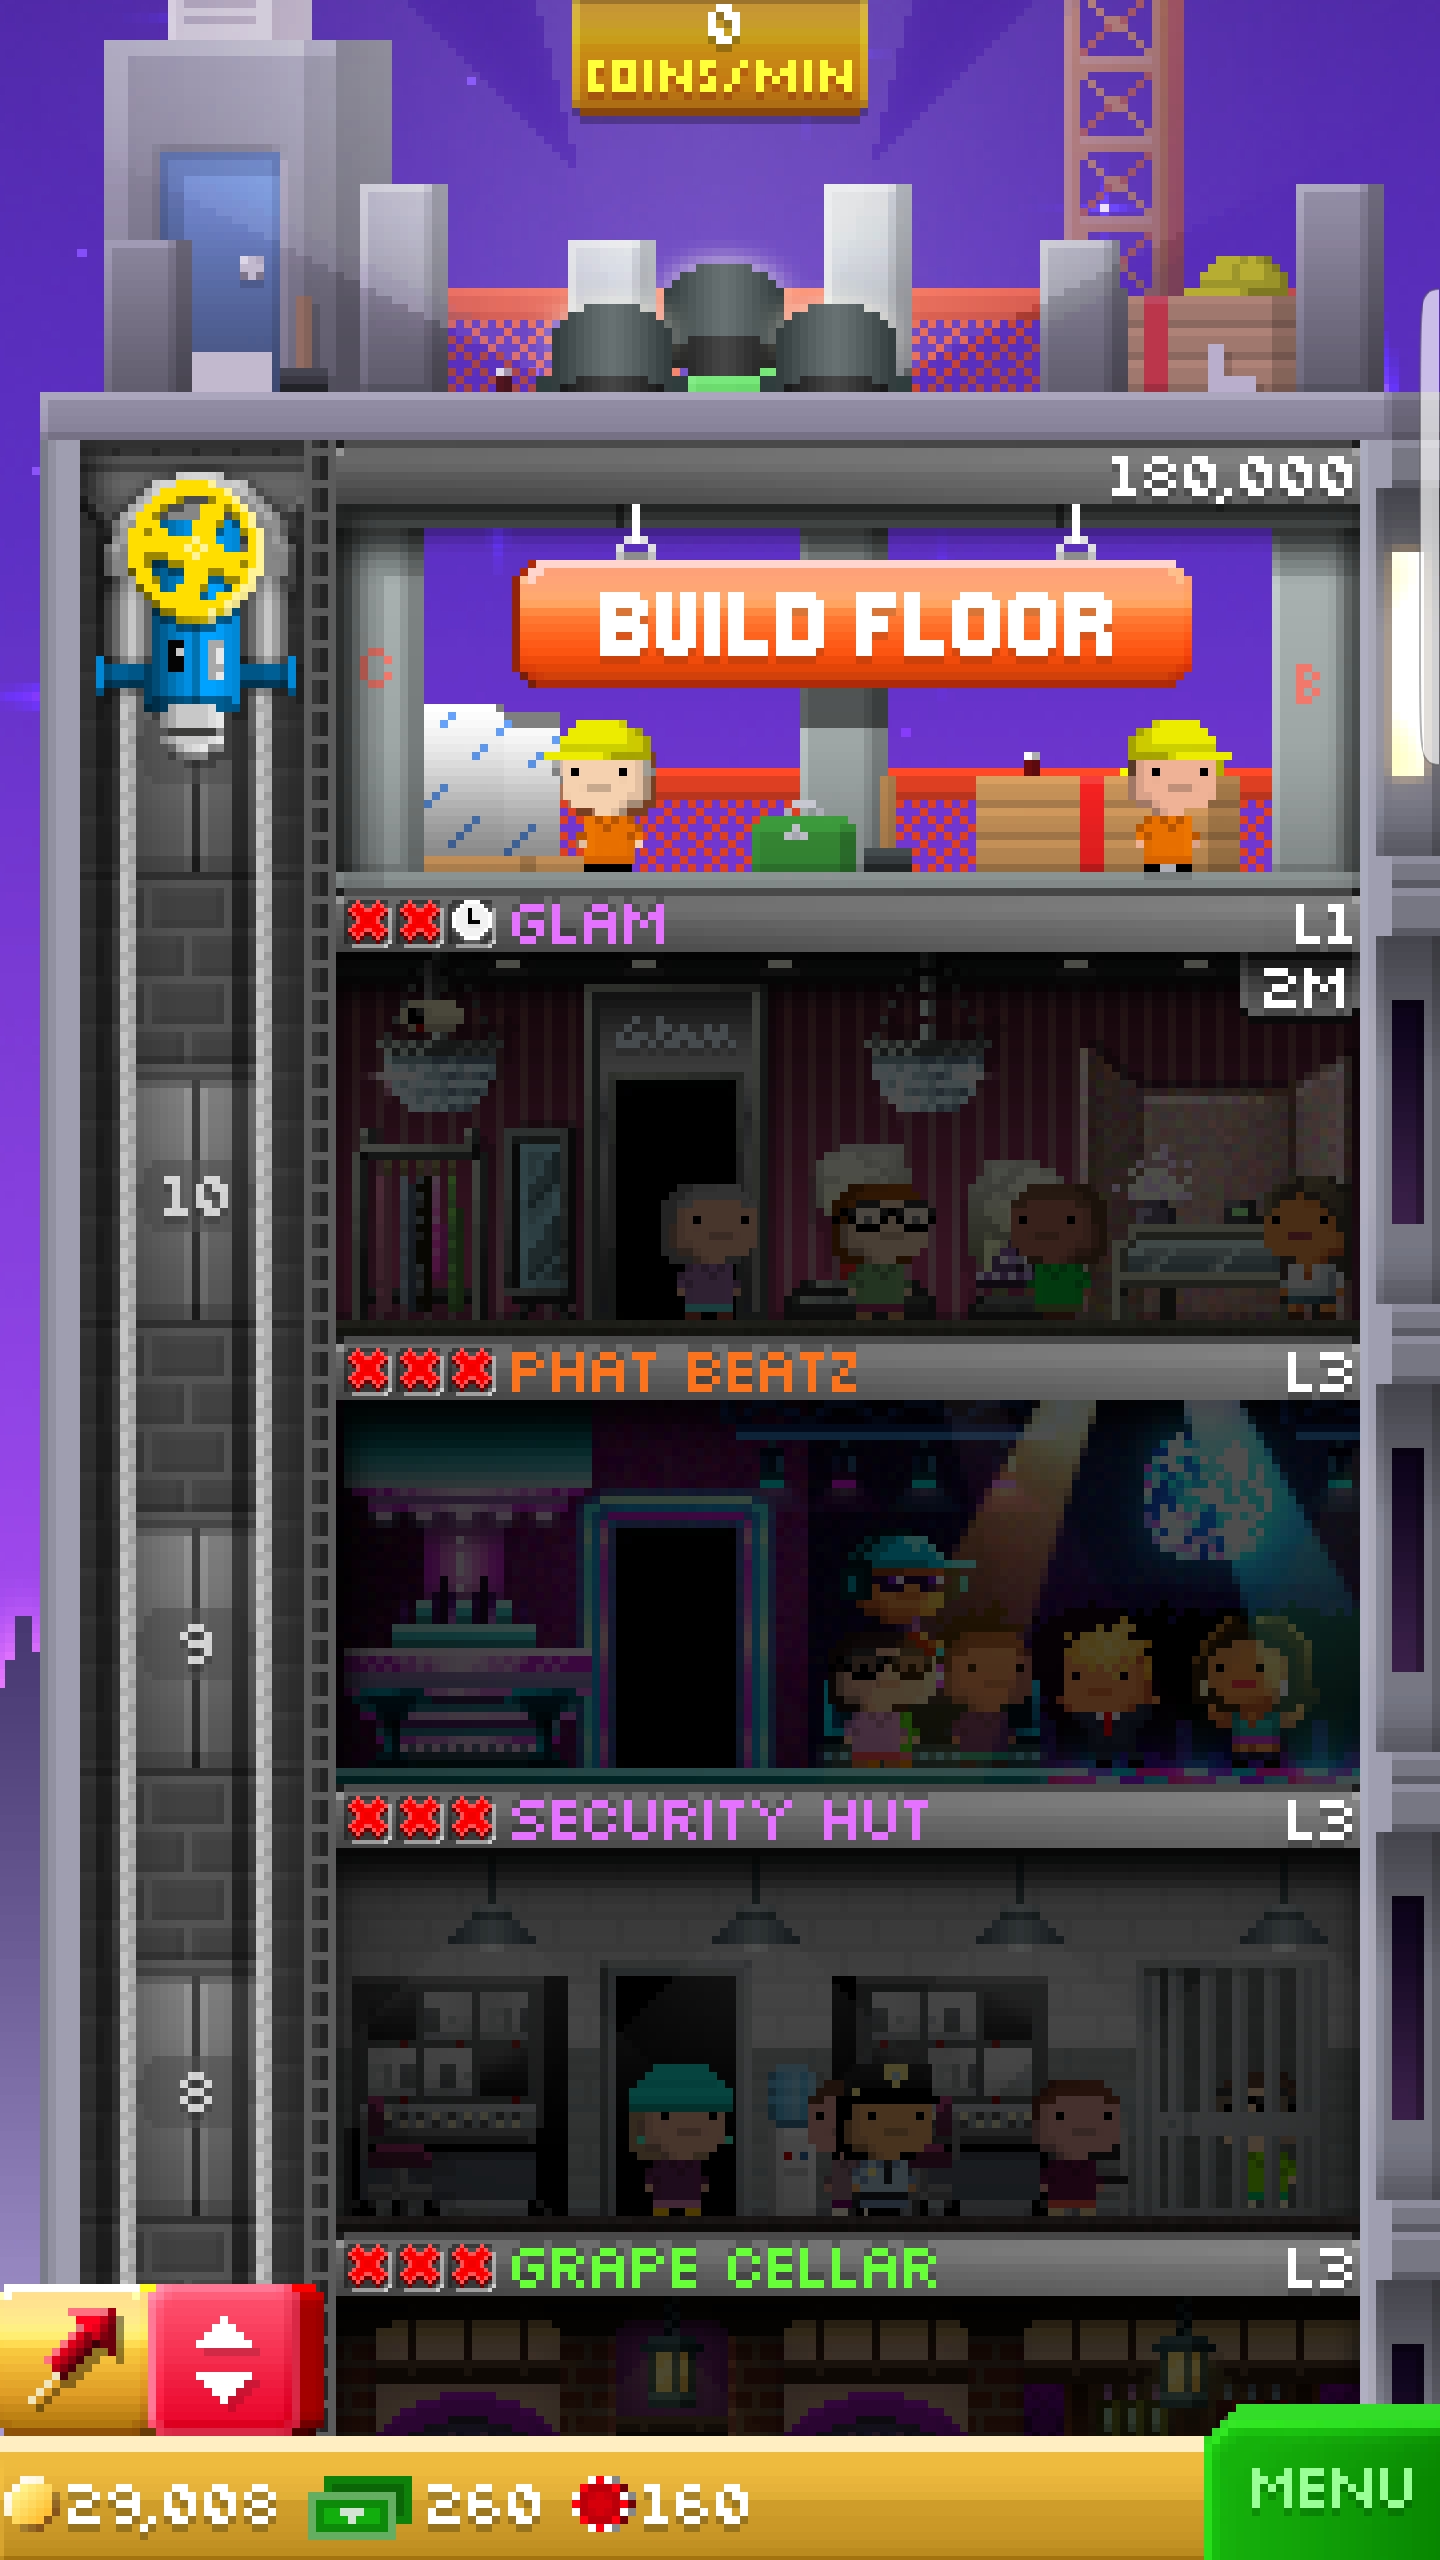 0
COINS/MIN
180,000
BUILD FLOOR
C
B
GLAM L1
2M
Glam
10
PHAT BEATZ L3
9
SECURITY HUT L3
8
GRAPE CELLAR L3
29,008 260 160
MENU